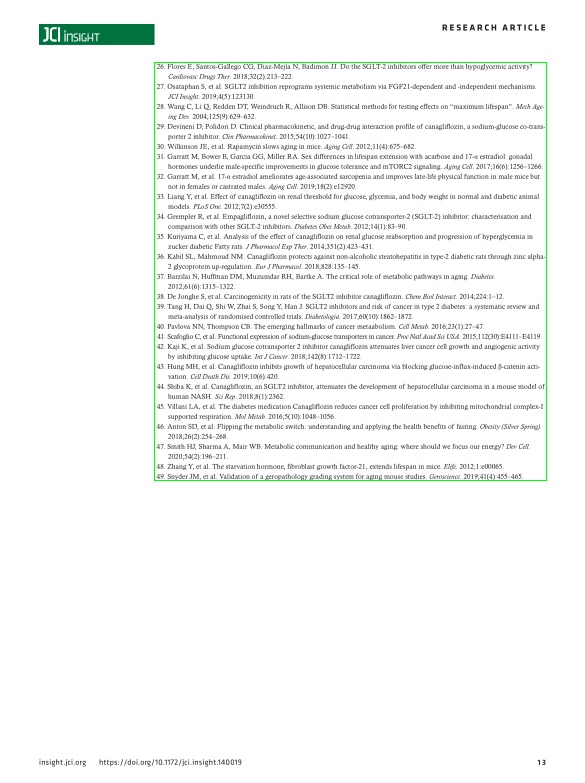 JCI INSIGHT
RESEARCH ARTICLE
26. Flores E, Santos-Gallego CG, Diaz-Mejía N, Badimon JJ. Do the SGLT-2 inhibitors offer more than hypoglycemic activity?
Cardiovasc Drugs Ther. 2018;32(2):213–222.
27. Osataphan S, et al. SGLT2 inhibition reprograms systemic metabolism via FGF21-dependent and -independent mechanisms.
JCI Insight. 2019;4(5):123130.
28. Wang C, Li Q, Redden DT, Weindruch R, Allison DB. Statistical methods for testing effects on “maximum lifespan”. Mech Age-
ing Dev. 2004;125(9):629–632.
29. Devineni D, Polidori D. Clinical pharmacokinetic, and drug-drug interaction profile of canagliflozin, a sodium-glucose co-trans-
porter 2 inhibitor. Clin Pharmacokinet. 2015;54(10):1027–1041.
30. Wilkinson JE, et al. Rapamycin slows aging in mice. Aging Cell. 2012;11(4):675–682.
31. Garratt M, Bower B, Garcia GG, Miller RA. Sex differences in lifespan extension with acarbose and 17-α estradiol: gonadal
hormones underlie male-specific improvements in glucose tolerance and mTORC2 signaling. Aging Cell. 2017;16(6):1256–1266.
32. Garratt M, et al. 17-α estradiol ameliorates age-associated sarcopenia and improves late-life physical function in male mice but
not in females or castrated males. Aging Cell. 2019;18(2):e12920.
33. Liang Y, et al. Effect of canagliflozin on renal threshold for glucose, glycemia, and body weight in normal and diabetic animal
models. PLoS One. 2012;7(2):e30555.
34. Grempler R, et al. Empagliflozin, a novel selective sodium glucose cotransporter-2 (SGLT-2) inhibitor: characterisation and
comparison with other SGLT-2 inhibitors. Diabetes Obes Metab. 2012;14(1):83–90.
35. Kuriyama C, et al. Analysis of the effect of canagliflozin on renal glucose reabsorption and progression of hyperglycemia in
zucker diabetic Fatty rats. J Pharmacol Exp Ther. 2014;351(2):423–431.
36. Kabil SL, Mahmoud NM. Canagliflozin protects against non-alcoholic steatohepatitis in type-2 diabetic rats through zinc alpha-
2 glycoprotein up-regulation. Eur J Pharmacol. 2018;828:135–145.
37. Barzilai N, Huffman DM, Muzumdar RH, Bartke A. The critical role of metabolic pathways in aging. Diabetes.
2012;61(6):1315–1322.
38. De Jonghe S, et al. Carcinogenicity in rats of the SGLT2 inhibitor canagliflozin. Chem Biol Interact. 2014;224:1–12.
39. Tang H, Dai Q, Shi W, Zhai S, Song Y, Han J. SGLT2 inhibitors and risk of cancer in type 2 diabetes: a systematic review and
meta-analysis of randomised controlled trials. Diabetologia. 2017;60(10):1862–1872.
40. Pavlova NN, Thompson CB. The emerging hallmarks of cancer metabolism. Cell Metab. 2016;23(1):27–47.
41. Scafoglio C, et al. Functional expression of sodium-glucose transporters in cancer. Proc Natl Acad Sci USA. 2015;112(30):E4111–E4119.
42. Kaji K, et al. Sodium glucose cotransporter 2 inhibitor canagliflozin attenuates liver cancer cell growth and angiogenic activity
by inhibiting glucose uptake. Int J Cancer. 2018;142(8):1712–1722.
43. Hung MH, et al. Canagliflozin inhibits growth of hepatocellular carcinoma via blocking glucose-influx-induced β-catenin acti-
vation. Cell Death Dis. 2019;10(6):420.
44. Shiba K, et al. Canagliflozin, an SGLT2 inhibitor, attenuates the development of hepatocellular carcinoma in a mouse model of
human NASH. Sci Rep. 2018;8(1):2362.
45. Villani LA, et al. The diabetes medication Canagliflozin reduces cancer cell proliferation by inhibiting mitochondrial complex-I
supported respiration. Mol Metab. 2016;5(10):1048–1056.
46. Anton SD, et al. Flipping the metabolic switch: understanding and applying the health benefits of fasting. Obesity (Silver Spring).
2018;26(2):254–268.
47. Smith HJ, Sharma A, Mair WB. Metabolic communication and healthy aging: where should we focus our energy? Dev Cell.
2020;54(2):196–211.
48. Zhang Y, et al. The starvation hormone, fibroblast growth factor-21, extends lifespan in mice. Elife. 2012;1:e00065.
49. Snyder JM, et al. Validation of a geropathology grading system for aging mouse studies. Geroscience. 2019;41(4):455–465.
insight.jci.org https://doi.org/10.1172/jci.insight.140019
13